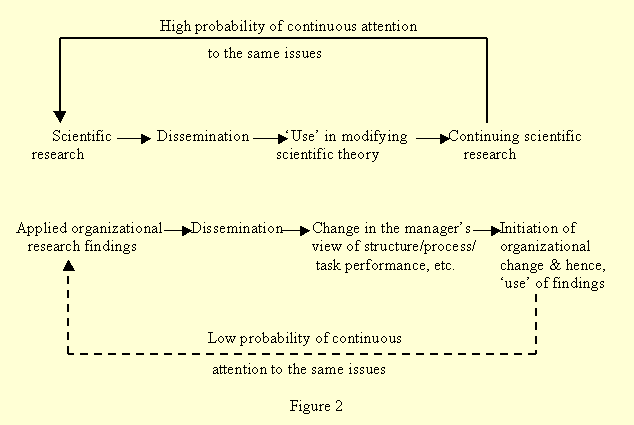 High probability of continuous attention
to the same issues
Scientific research
Dissemination
‘Use’ in modifying
scientific theory
Continuing scientific
research
Applied organizational
research findings
Dissemination
Change in the manager’s
view of structure/process/
task performance, etc.
Initiation of
organizational
change & hence,
‘use’ of findings
Low probability of continuous
attention to the same issues
Figure 2